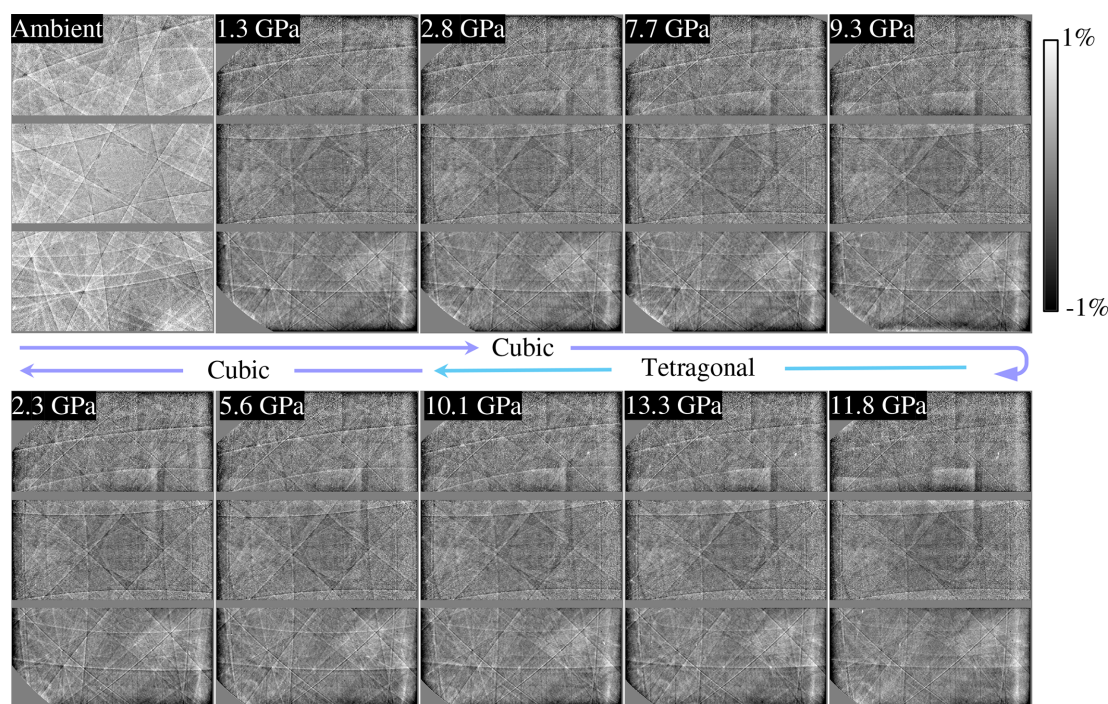 Ambient
1.3 GPa
2.8 GPa
7.7 GPa
9.3 GPa
1%
-1%
Cubic
Cubic
Tetragonal
2.3 GPa
5.6 GPa
10.1 GPa
13.3 GPa
11.8 GPa